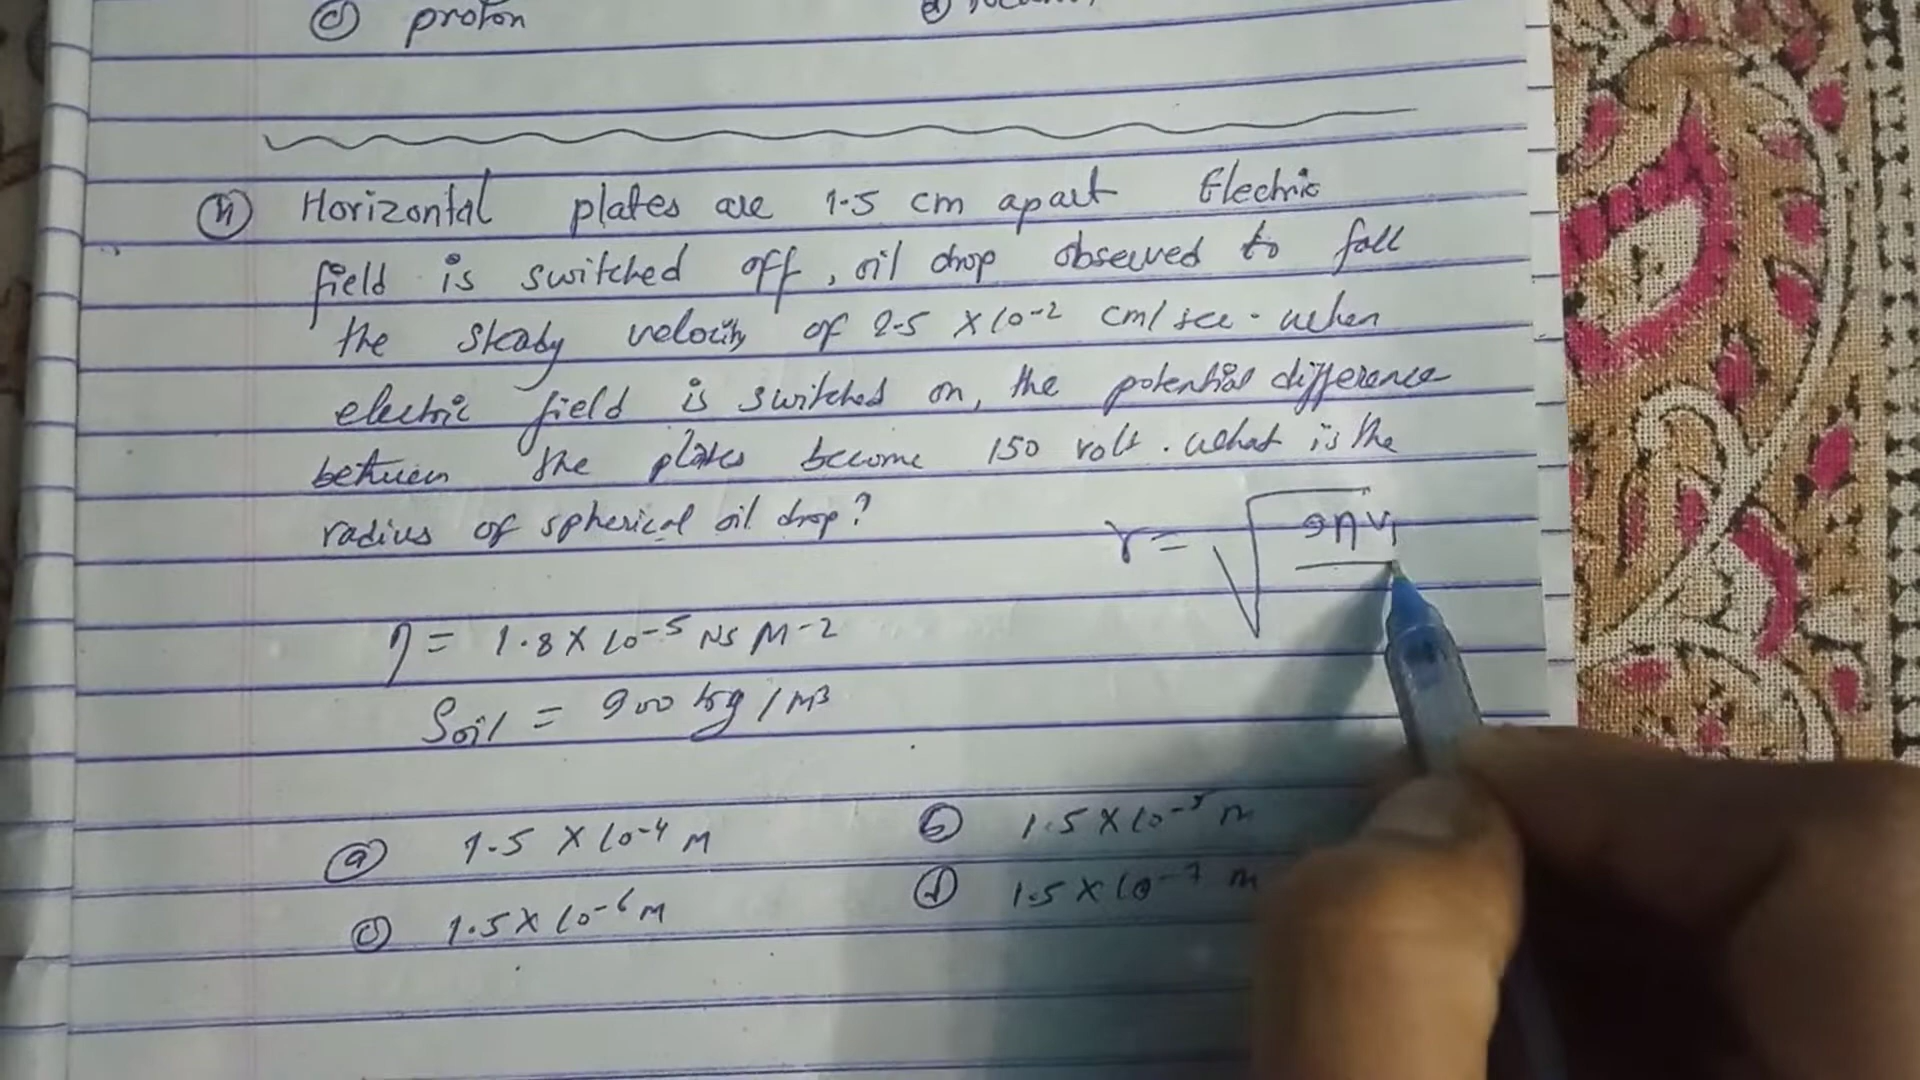 c proton
d
h Horizontal plates are 1.5 cm apart Electric
field is switched off, oil drop observed to fall
the steady velocity of 2.5 × 10-2 cm/sec. when
electric field is switched on, the potential difference
between the plates become 150 volt. what is the
radius of spherical oil drop?
r = √ 9ηv1
η = 1.8 × 10-5 NS M-2
ρoil = 900 kg / M3
a 1.5 × 10-4 M
b 1.5 × 10-5 m
c 1.5 × 10-6 M
d 1.5 × 10-7 m